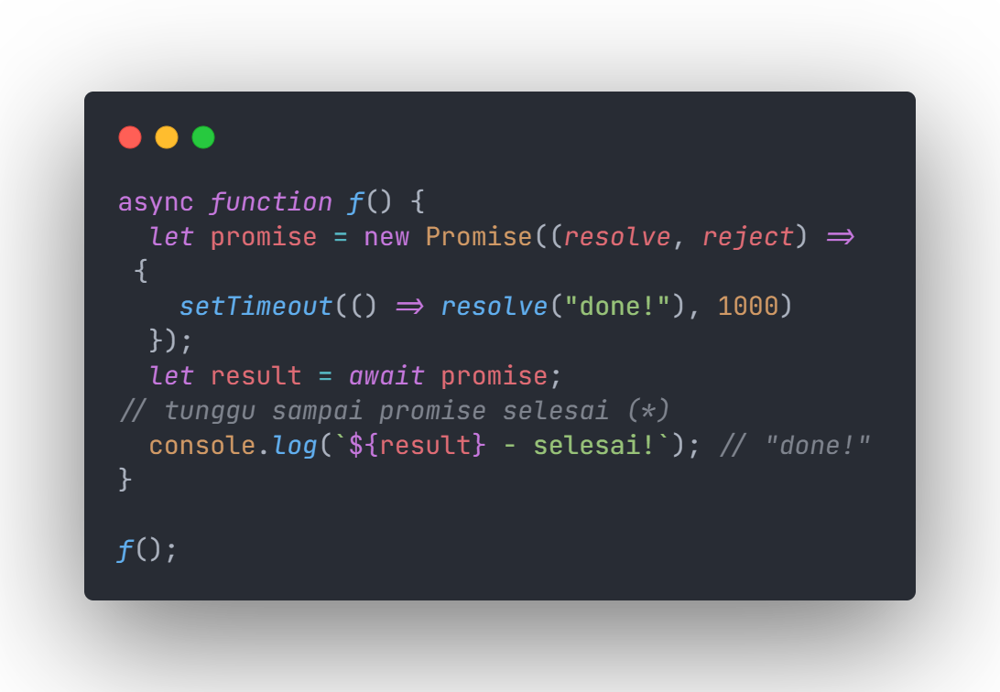 async function f() {
  let promise = new Promise((resolve, reject) =>
 {
    setTimeout(() => resolve("done!"), 1000)
  });
  let result = await promise;
// tunggu sampai promise selesai (*)
  console.log(`${result} - selesai!`); // "done!"
}

f();